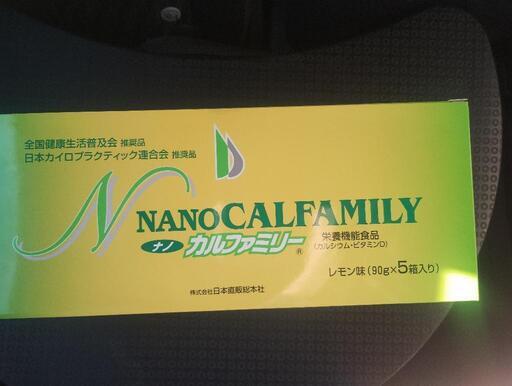 全国健康生活普及会 推奨品
日本カイロプラクティック連合会 推奨品
NANOCALFAMILY
ナノ カルファミリー®
栄養機能食品
(カルシウム・ビタミンD)
レモン味(90g×5箱入り)
株式会社日本直販総本社